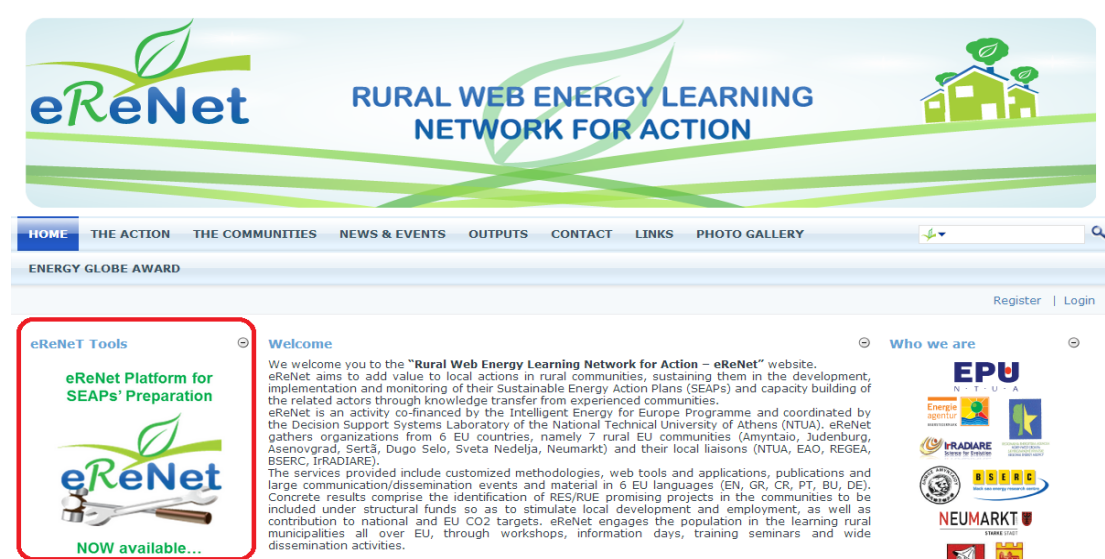 eReNet
RURAL WEB ENERGY LEARNING
NETWORK FOR ACTION
HOME THE ACTION THE COMMUNITIES NEWS & EVENTS OUTPUTS CONTACT LINKS PHOTO GALLERY
ENERGY GLOBE AWARD
Register | Login
eReNeT Tools
eReNet Platform for
SEAPs' Preparation
eReNet
NOW available...
Welcome
We welcome you to the “Rural Web Energy Learning Network for Action – eReNet” website.
eReNet aims to add value to local actions in rural communities, sustaining them in the development,
implementation and monitoring of their Sustainable Energy Action Plans (SEAPs) and capacity building of
the related actors through knowledge transfer from experienced communities.
eReNet is an activity co-financed by the Intelligent Energy for Europe Programme and coordinated by
the Decision Support Systems Laboratory of the National Technical University of Athens (NTUA). eReNet
gathers organizations from 6 EU countries, namely 7 rural EU communities (Amyntaio, Judenburg,
Asenovgrad, Sertã, Dugo Selo, Sveta Nedelja, Neumarkt) and their local liaisons (NTUA, EAO, REGEA,
BSERC, IrRADIARE).
The services provided include customized methodologies, web tools and applications, publications and
large communication/dissemination events and material in 6 EU languages (EN, GR, CR, PT, BU, DE).
Concrete results comprise the identification of RES/RUE promising projects in the communities to be
included under structural funds so as to stimulate local development and employment, as well as
contribution to national and EU CO2 targets. eReNet engages the population in the learning rural
municipalities all over EU, through workshops, information days, training seminars and wide
dissemination activities.
Who we are
EPU
N·T·U·A
Energie
agentur
IrRADIARE
Science for Evolution
BSERC
black sea energy research centre
NEUMARKT
STARKE STADT